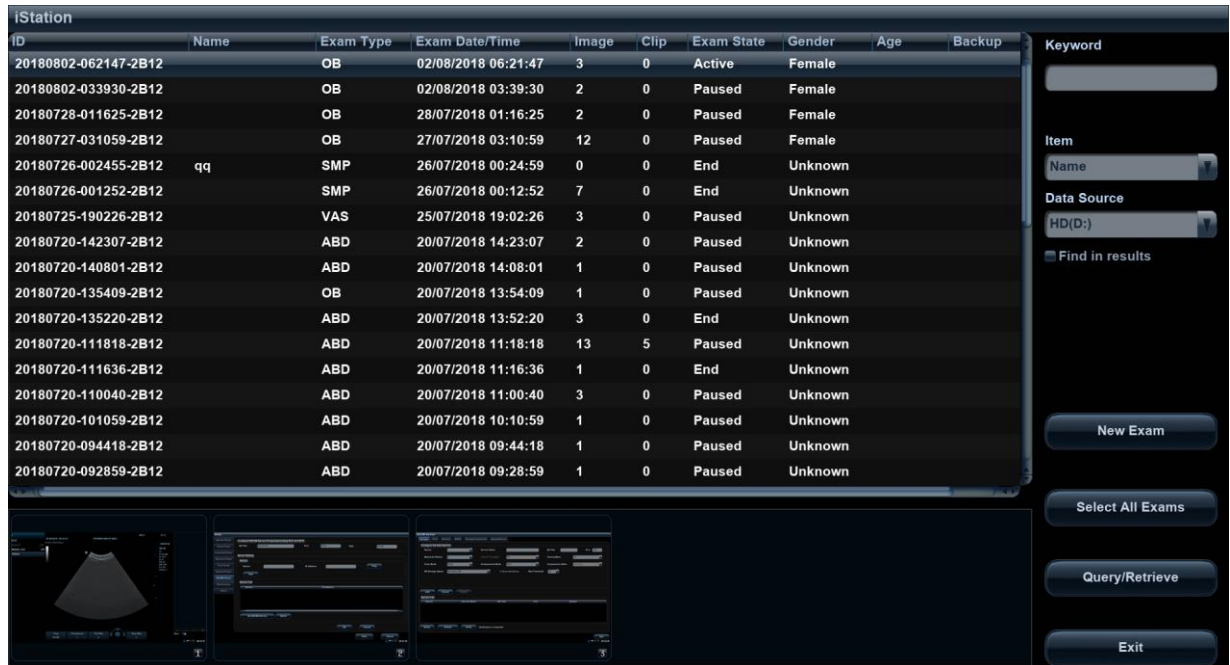 iStation
ID Name Exam Type Exam Date/Time Image Clip Exam State Gender Age Backup
20180802-062147-2B12 OB 02/08/2018 06:21:47 3 0 Active Female
20180802-033930-2B12 OB 02/08/2018 03:39:30 2 0 Paused Female
20180728-011625-2B12 OB 28/07/2018 01:16:25 2 0 Paused Female
20180727-031059-2B12 OB 27/07/2018 03:10:59 12 0 Paused Female
20180726-002455-2B12 qq SMP 26/07/2018 00:24:59 0 0 End Unknown
20180726-001252-2B12 SMP 26/07/2018 00:12:52 7 0 End Unknown
20180725-190226-2B12 VAS 25/07/2018 19:02:26 3 0 Paused Unknown
20180720-142307-2B12 ABD 20/07/2018 14:23:07 2 0 Paused Unknown
20180720-140801-2B12 ABD 20/07/2018 14:08:01 1 0 Paused Unknown
20180720-135409-2B12 OB 20/07/2018 13:54:09 1 0 Paused Unknown
20180720-135220-2B12 ABD 20/07/2018 13:52:20 3 0 End Unknown
20180720-111818-2B12 ABD 20/07/2018 11:18:18 13 5 Paused Unknown
20180720-111636-2B12 ABD 20/07/2018 11:16:36 1 0 End Unknown
20180720-110040-2B12 ABD 20/07/2018 11:00:40 3 0 Paused Unknown
20180720-101059-2B12 ABD 20/07/2018 10:10:59 1 0 Paused Unknown
20180720-094418-2B12 ABD 20/07/2018 09:44:18 1 0 Paused Unknown
20180720-092859-2B12 ABD 20/07/2018 09:28:59 1 0 Paused Unknown
Keyword
Item
Name
Data Source
HD(D:)
Find in results
New Exam
Select All Exams
Query/Retrieve
Exit
1
2
3